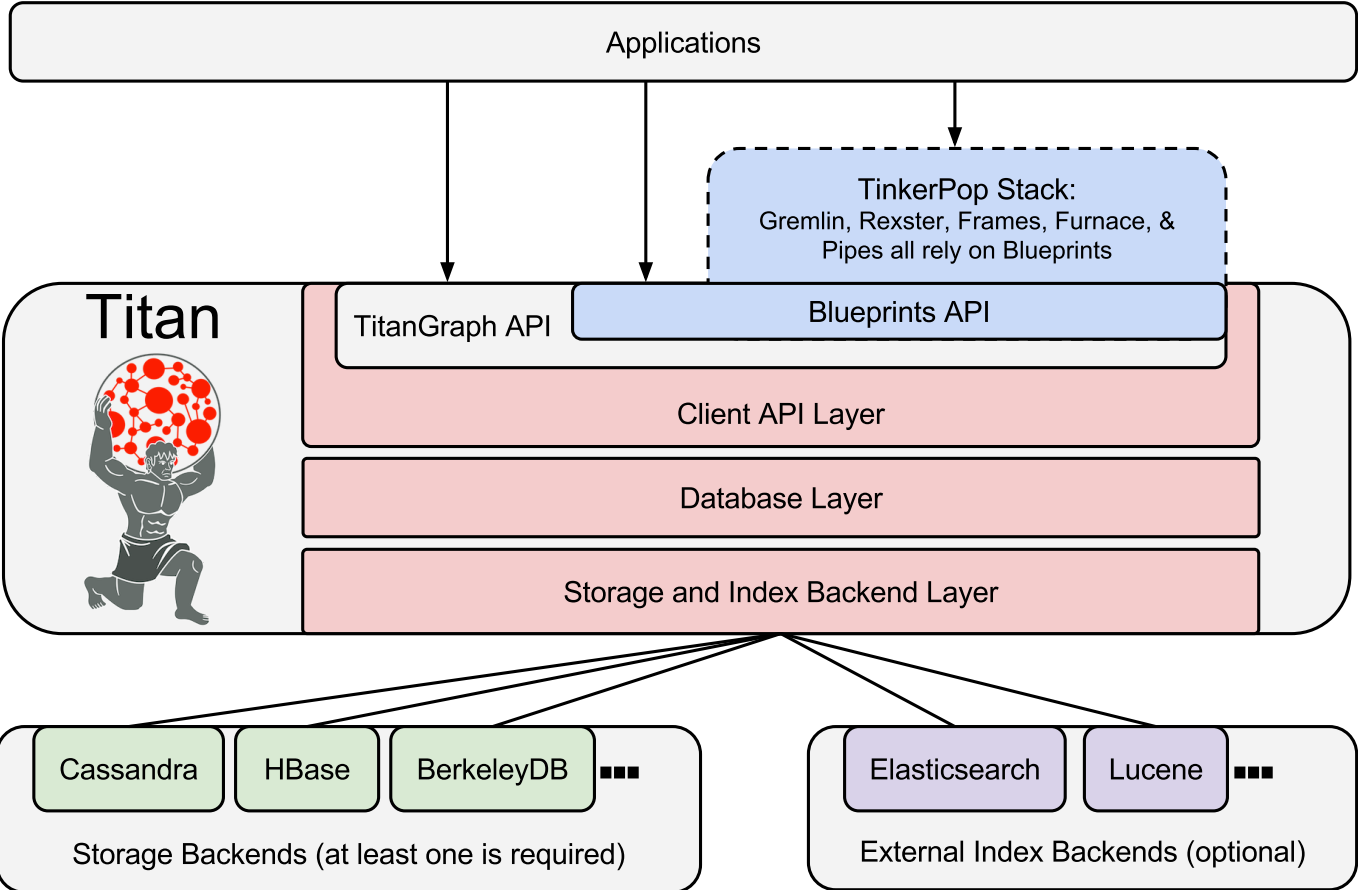 Applications
TinkerPop Stack:
Gremlin, Rexster, Frames, Furnace, &
Pipes all rely on Blueprints
Titan
TitanGraph API
Blueprints API
Client API Layer
Database Layer
Storage and Index Backend Layer
Cassandra
HBase
BerkeleyDB
Storage Backends (at least one is required)
Elasticsearch
Lucene
External Index Backends (optional)